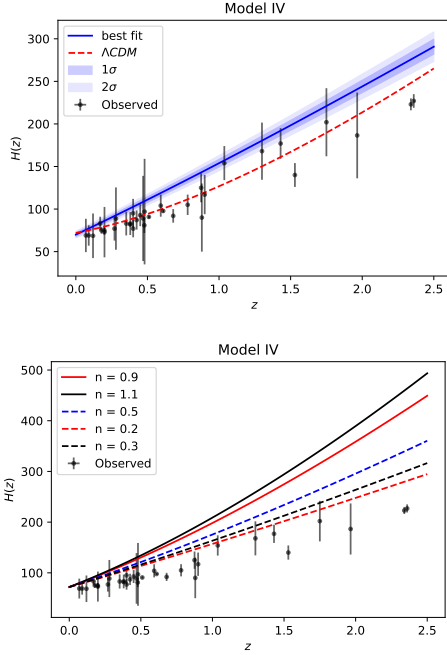 Model IV
best fit
ΛCDM
1σ
2σ
Observed
H(z)
300
250
200
150
100
50
0.0 0.5 1.0 1.5 2.0 2.5
z
Model IV
n = 0.9
n = 1.1
n = 0.5
n = 0.2
n = 0.3
Observed
H(z)
500
400
300
200
100
0.0 0.5 1.0 1.5 2.0 2.5
z